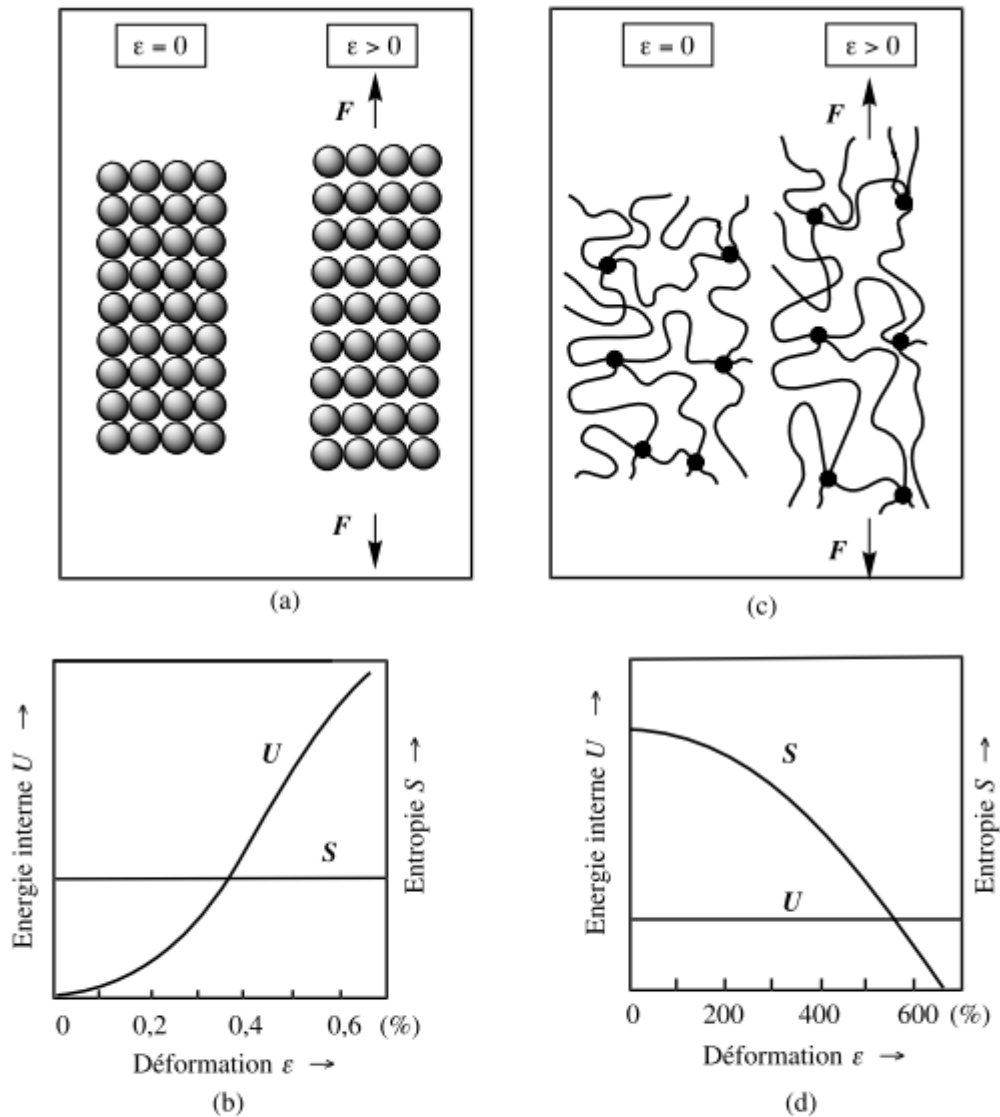 ε = 0
ε > 0
F
F
(a)
ε = 0
ε > 0
F
F
(c)
Energie interne U →
U
S
Entropie S →
0 0,2 0,4 0,6 (%)
Déformation ε →
(b)
Energie interne U →
S
U
Entropie S →
0 200 400 600 (%)
Déformation ε →
(d)